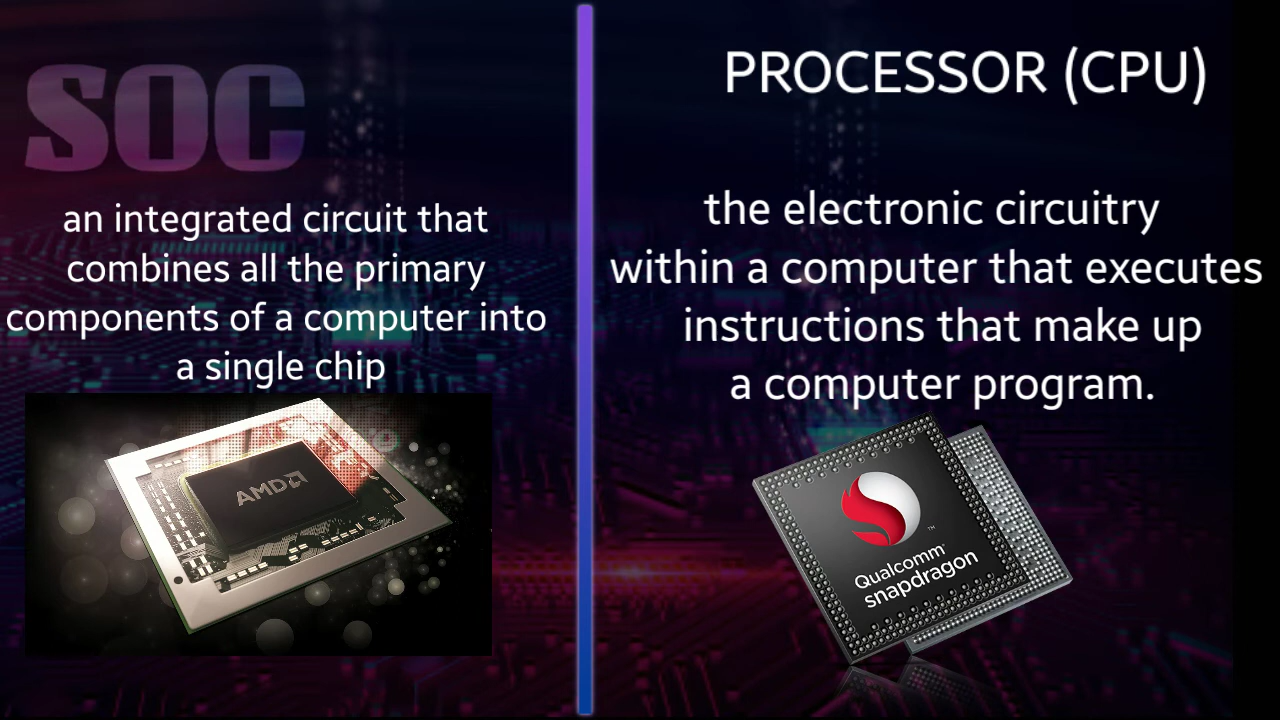 SOC
an integrated circuit that
combines all the primary
components of a computer into
a single chip
AMD
PROCESSOR (CPU)
the electronic circuitry
within a computer that executes
instructions that make up
a computer program.
Qualcomm
snapdragon
TM